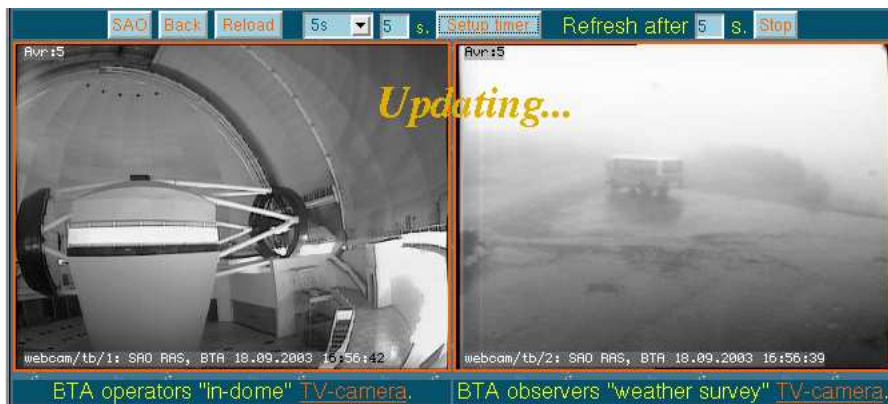 SAO Back Reload 5s 5 s. Setup timer Refresh after 5 s. Stop
Avr:5
Avr:5
Updating...
webcam/tb/1: SAO RAS, BTA 18.09.2003 16:56:42
webcam/tb/2: SAO RAS, BTA 18.09.2003 16:56:39
BTA operators "in-dome" TV-camera.
BTA observers "weather survey" TV-camera.